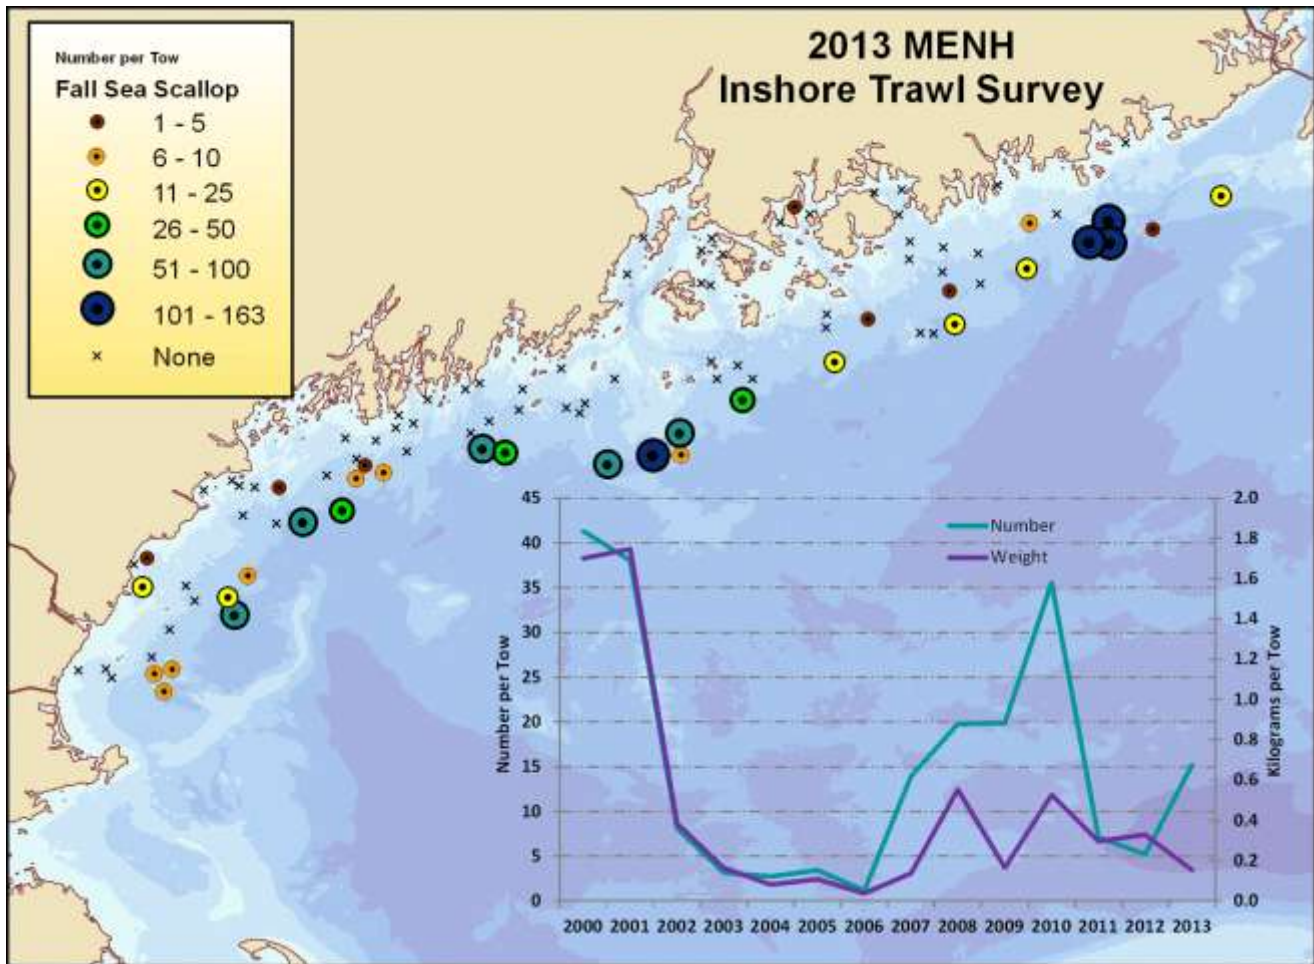 2013 MENH
Inshore Trawl Survey
Number per Tow
Fall Sea Scallop
1 - 5
6 - 10
11 - 25
26 - 50
51 - 100
101 - 163
None
Number
Weight
Number per Tow
45
40
35
30
25
20
15
10
5
0
Kilograms per Tow
2.0
1.8
1.6
1.4
1.2
1.0
0.8
0.6
0.4
0.2
0.0
2000 2001 2002 2003 2004 2005 2006 2007 2008 2009 2010 2011 2012 2013